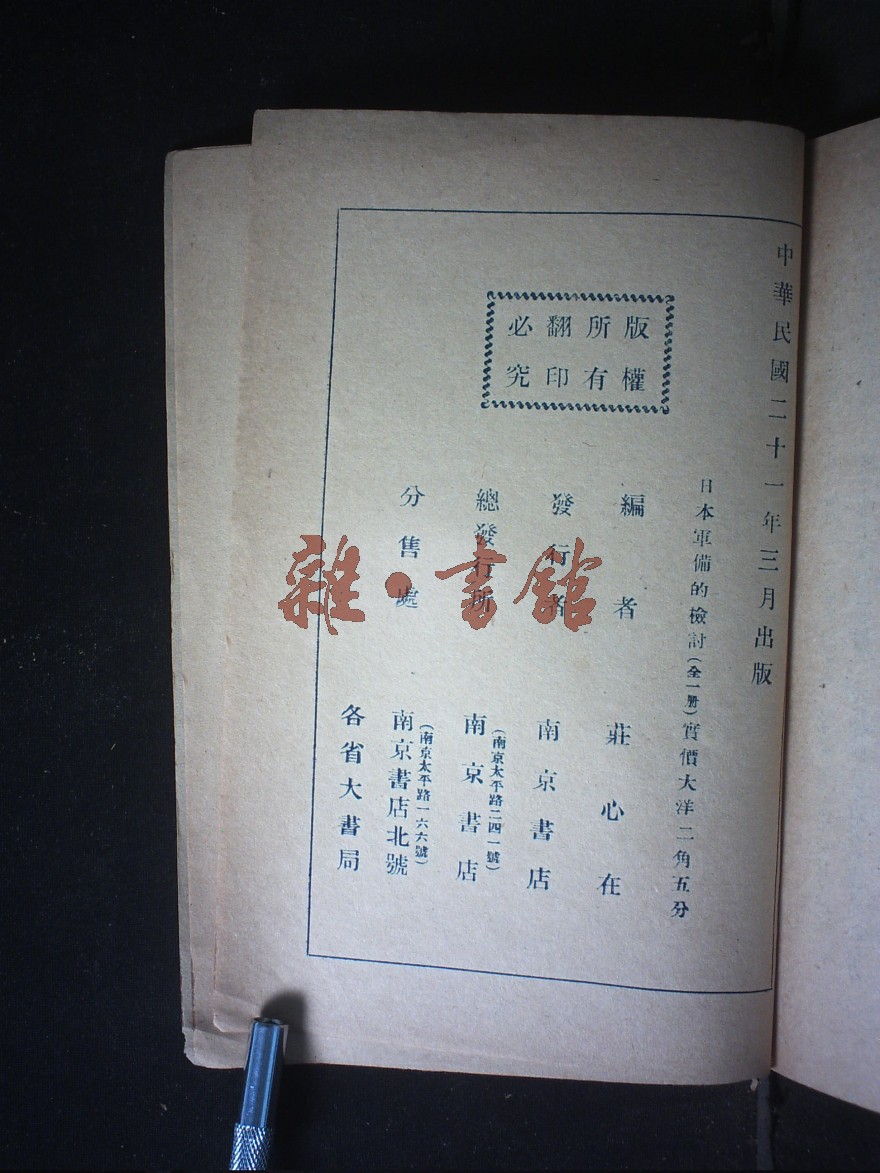 中華民國二十一年三月出版
日本軍備的檢討(全一册)實價大洋二角五分
版權
所有
翻印
必究
編者 莊心在
發行者 南京書店
總發行所 (南京太平路二四一號)
南京書店
分售處 (南京太平路一六六號)
南京書店北號
各省大書局
雜·書館